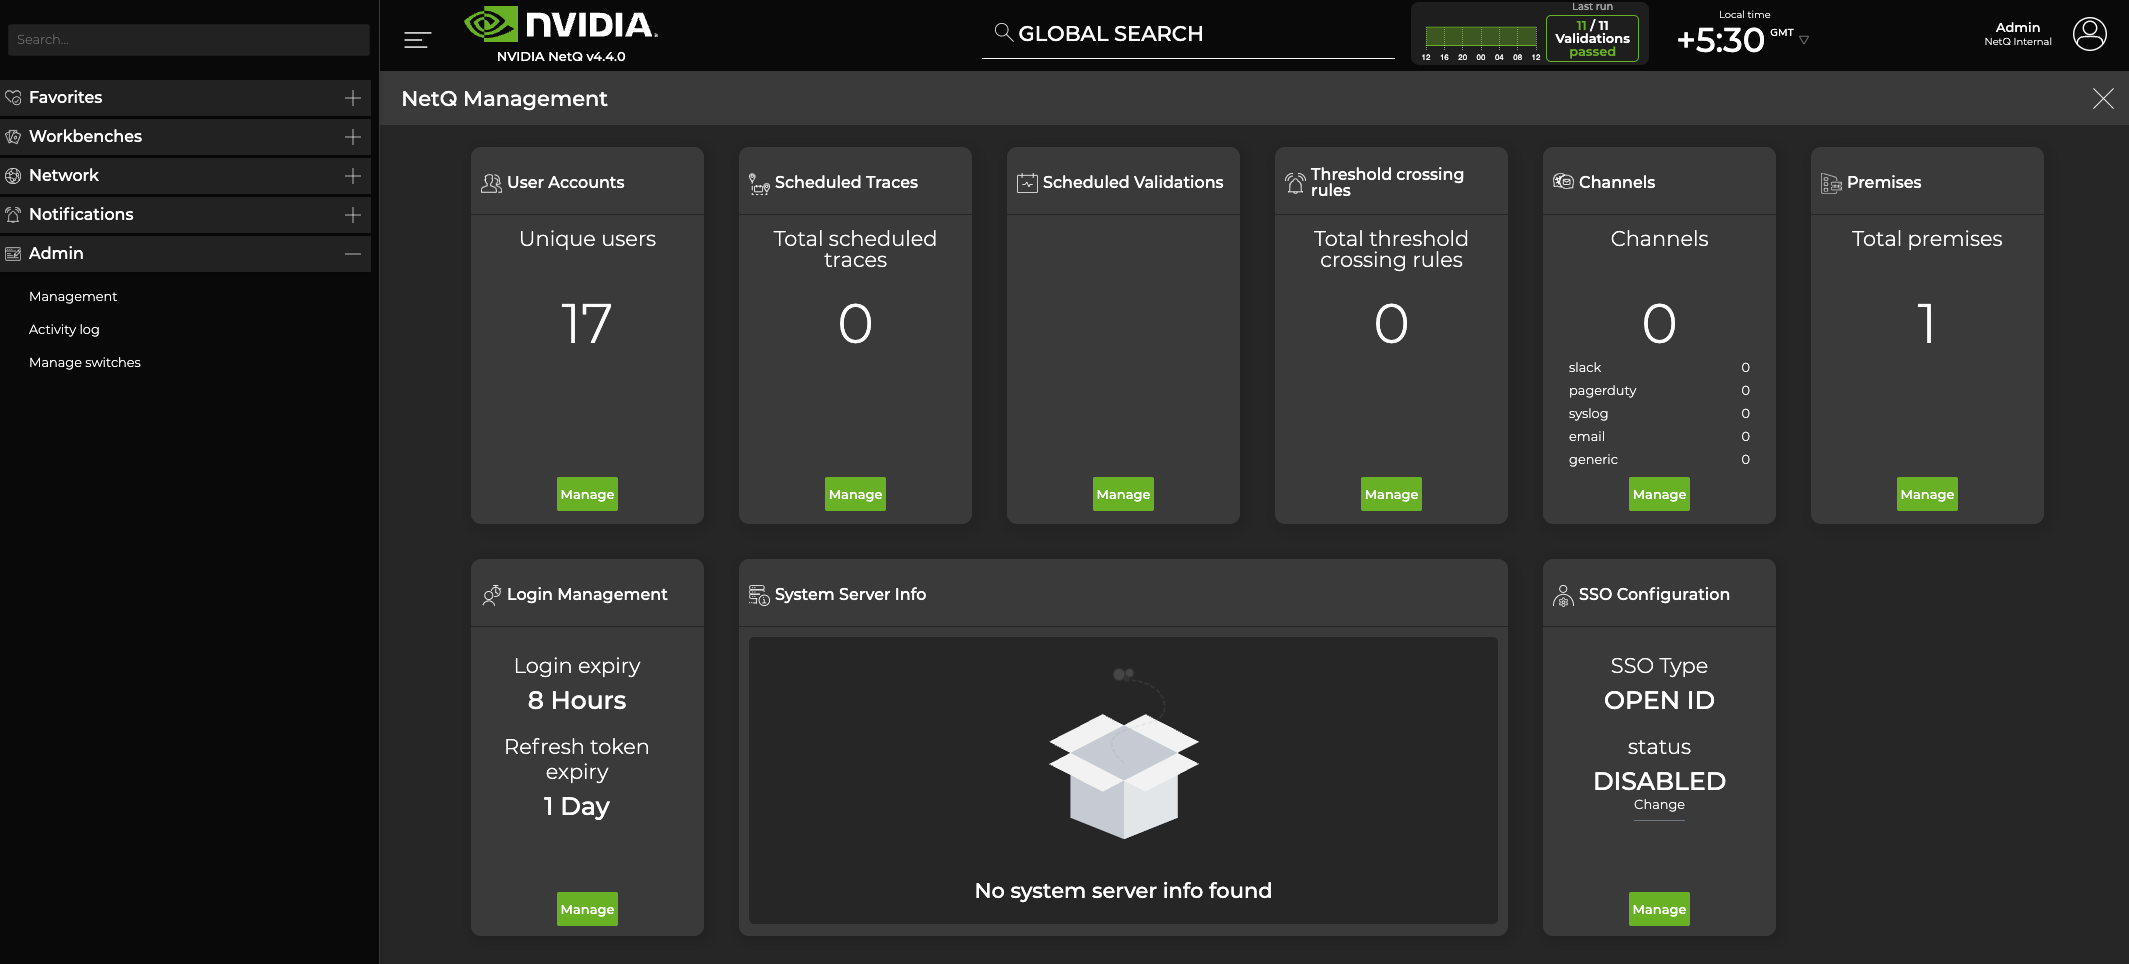 Search...
Favorites
Workbenches
Network
Notifications
Admin
Management
Activity log
Manage switches
NVIDIA.
NVIDIA NetQ v4.4.0
GLOBAL SEARCH
12 16 20 00 04 08 12
Last run
11 / 11
Validations
passed
Local time
+5:30 GMT
Admin
NetQ Internal
NetQ Management
User Accounts
Unique users
17
Manage
Scheduled Traces
Total scheduled
traces
0
Manage
Scheduled Validations
Manage
Threshold crossing
rules
Total threshold
crossing rules
0
Manage
Channels
Channels
0
slack 0
pagerduty 0
syslog 0
email 0
generic 0
Manage
Premises
Total premises
1
Manage
Login Management
Login expiry
8 Hours
Refresh token
expiry
1 Day
Manage
System Server Info
No system server info found
SSO Configuration
SSO Type
OPEN ID
status
DISABLED
Change
Manage